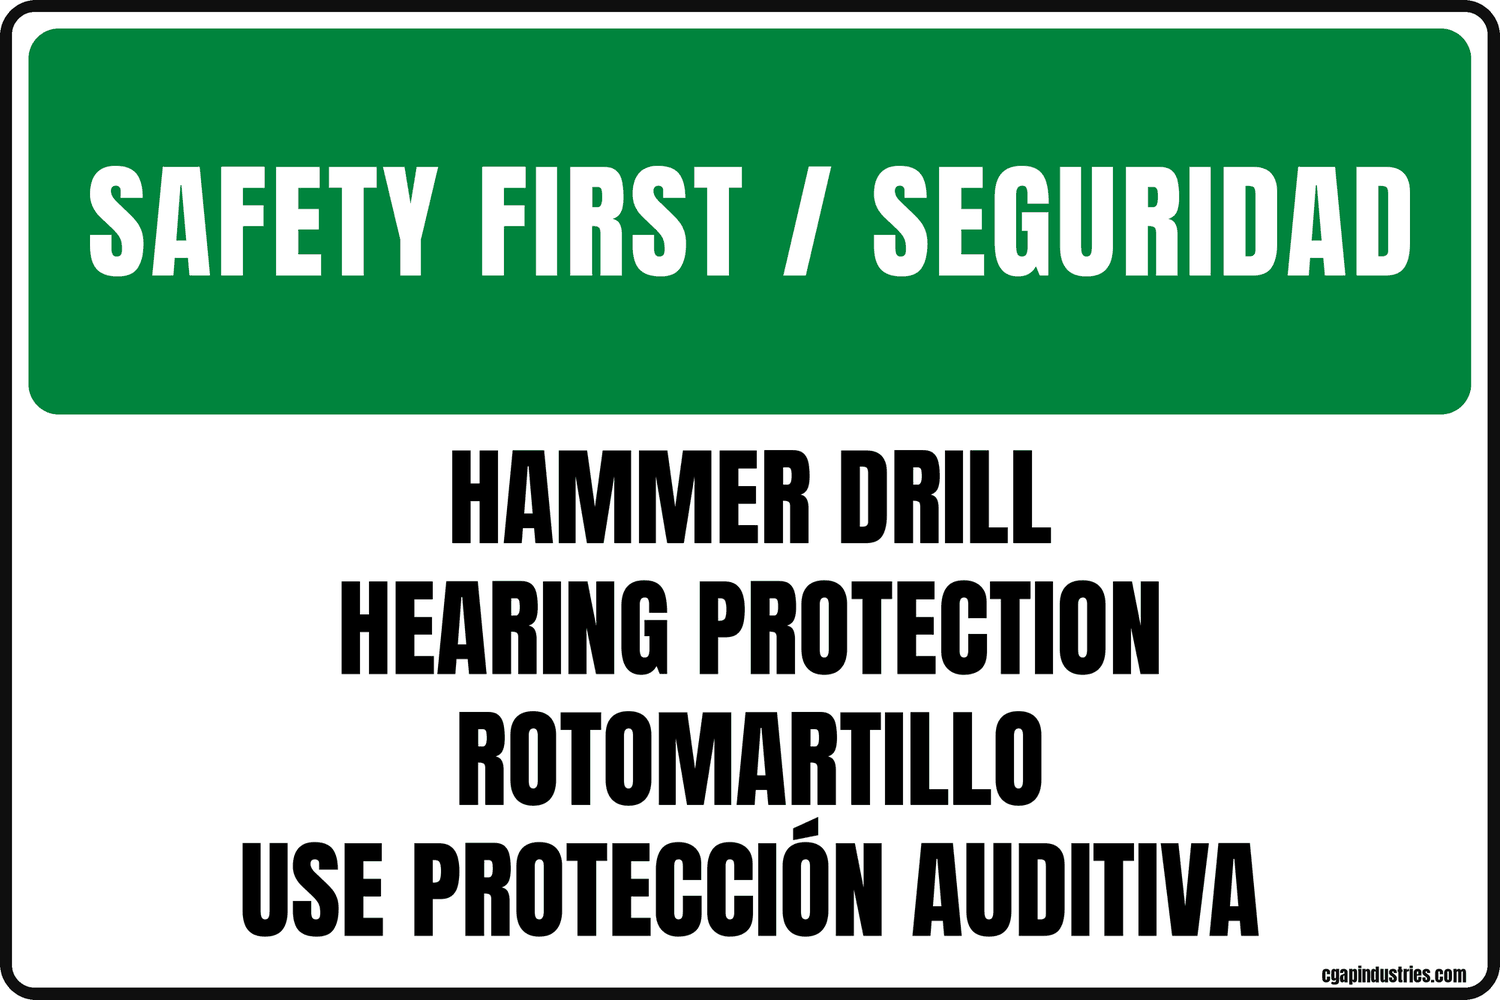 SAFETY FIRST / SEGURIDAD
HAMMER DRILL
HEARING PROTECTION
ROTOMARTILLO
USE PROTECCIÓN AUDITIVA
cgapindustries.com